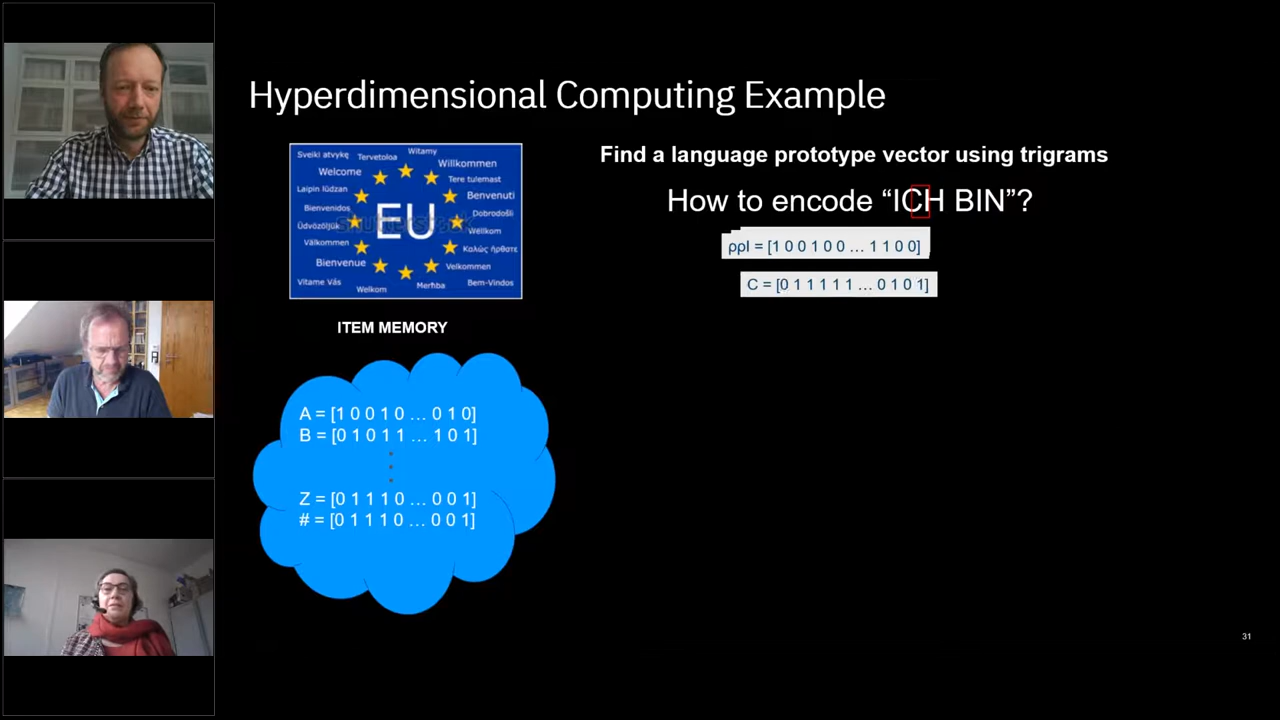 Hyperdimensional Computing Example
Sveiki atvykę
Tervetuloa
Witamy
Willkommen
Welcome
Tere tulemast
Laipin lūdzan
Benvenuti
Bienvenidos
Dobrodošli
Üdvözöljük
EU
Wëllkom
Välkommen
Καλώς ήρθατε
Bienvenue
Velkommen
Vitame Vás
Welkom
Merħba
Bem-Vindos
Find a language prototype vector using trigrams
How to encode “ICH BIN”?
ρρI = [1 0 0 1 0 0 … 1 1 0 0]
C = [0 1 1 1 1 1 … 0 1 0 1]
ITEM MEMORY
A = [1 0 0 1 0 … 0 1 0]
B = [0 1 0 1 1 … 1 0 1]
Z = [0 1 1 1 0 … 0 0 1]
# = [0 1 1 1 0 … 0 0 1]
31